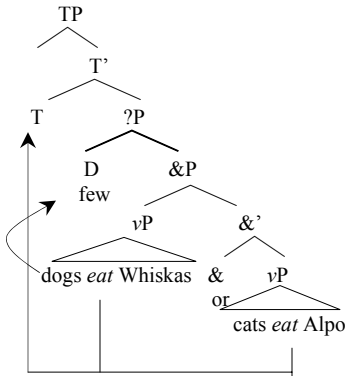 TP
T’
T ?P
D &P
few
vP &’
dogs eat Whiskas & vP
or
cats eat Alpo